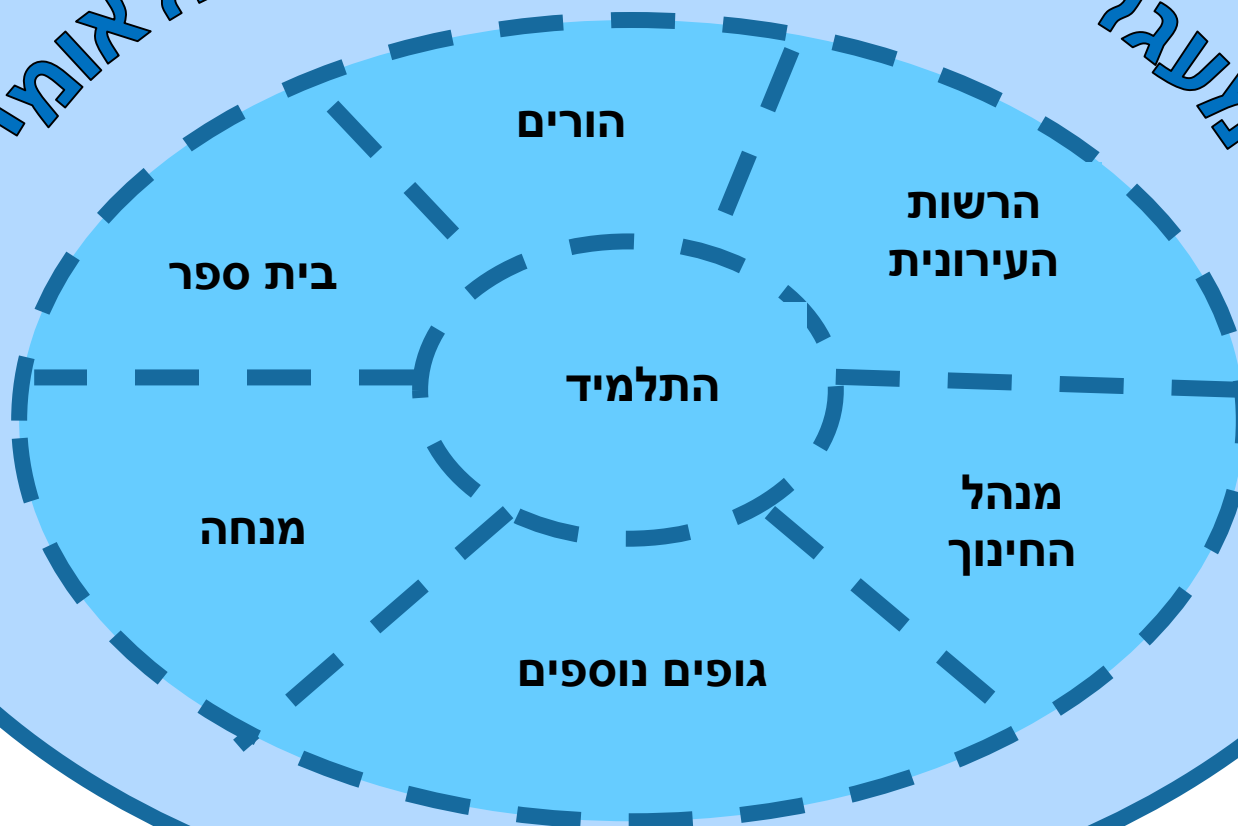 הורים
הרשות
העירונית
בית ספר
התלמיד
מנהל
החינוך
מנחה
גופים נוספים